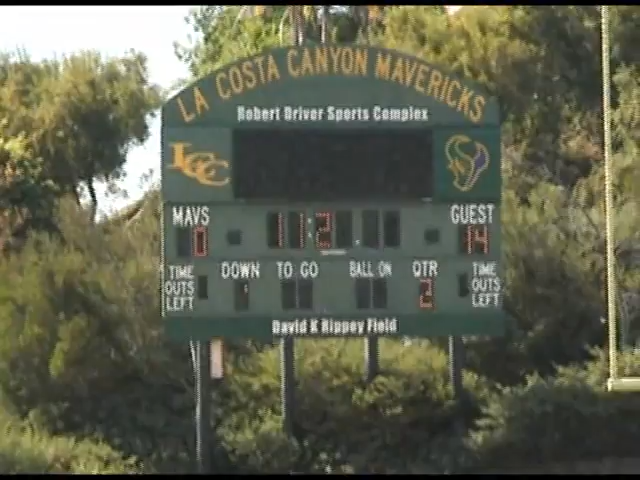 LA COSTA CANYON MAVERICKS
Robert Driver Sports Complex
LCC
MAVS GUEST
0 14
TIME OUTS LEFT DOWN TO GO BALL ON QTR TIME OUTS LEFT
2
David K Rippey Field